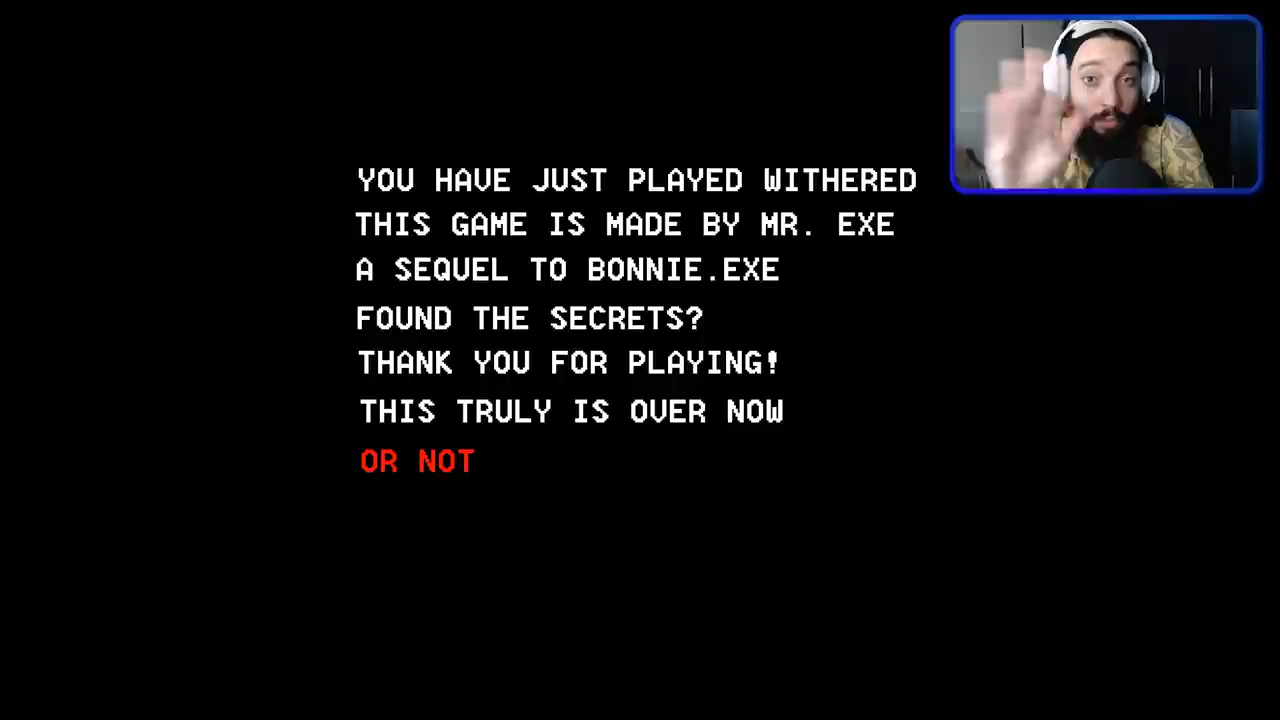 YOU HAVE JUST PLAYED WITHERED
THIS GAME IS MADE BY MR. EXE
A SEQUEL TO BONNIE.EXE
FOUND THE SECRETS?
THANK YOU FOR PLAYING!
THIS TRULY IS OVER NOW
OR NOT